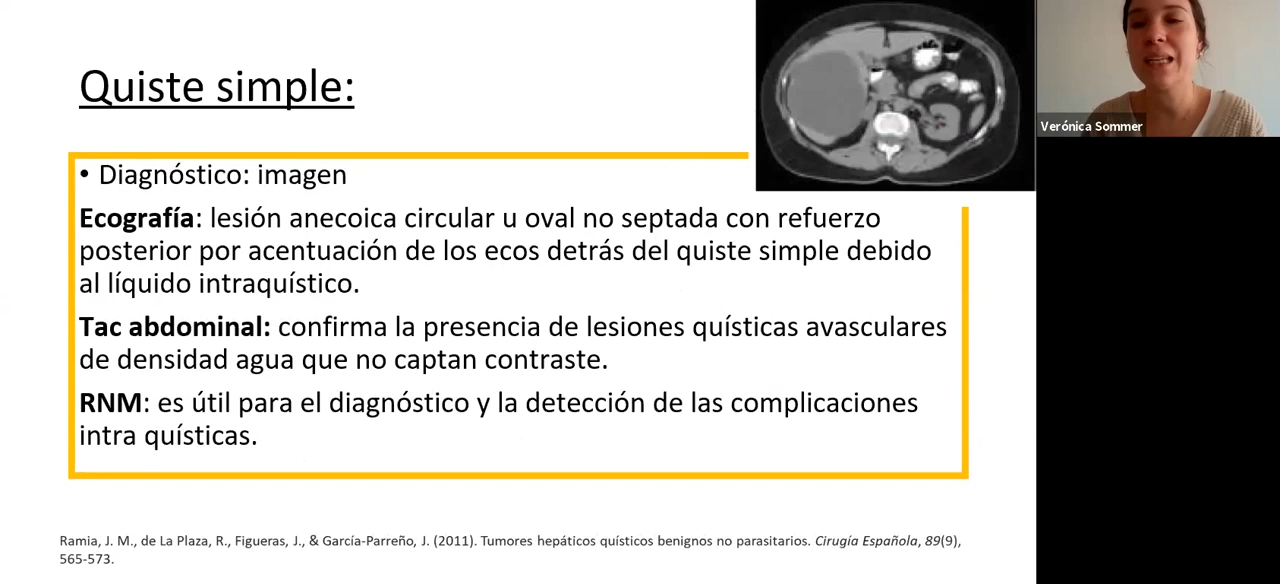 Quiste simple:
• Diagnóstico: imagen
Ecografía: lesión anecoica circular u oval no septada con refuerzo
posterior por acentuación de los ecos detrás del quiste simple debido
al líquido intraquístico.
Tac abdominal: confirma la presencia de lesiones quísticas avasculares
de densidad agua que no captan contraste.
RNM: es útil para el diagnóstico y la detección de las complicaciones
intra quísticas.
Ramia, J. M., de La Plaza, R., Figueras, J., & García-Parreño, J. (2011). Tumores hepáticos quísticos benignos no parasitarios. Cirugía Española, 89(9),
565-573.
Verónica Sommer